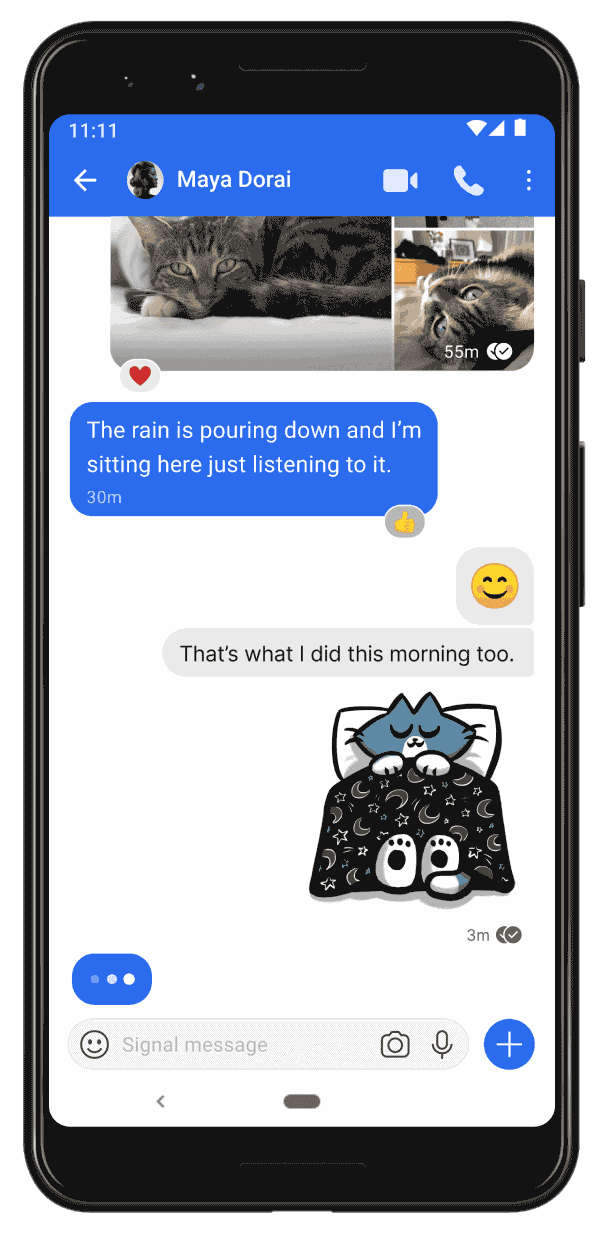 11:11
Maya Dorai
55m
The rain is pouring down and I’m
sitting here just listening to it.
30m
That’s what I did this morning too.
3m
Signal message